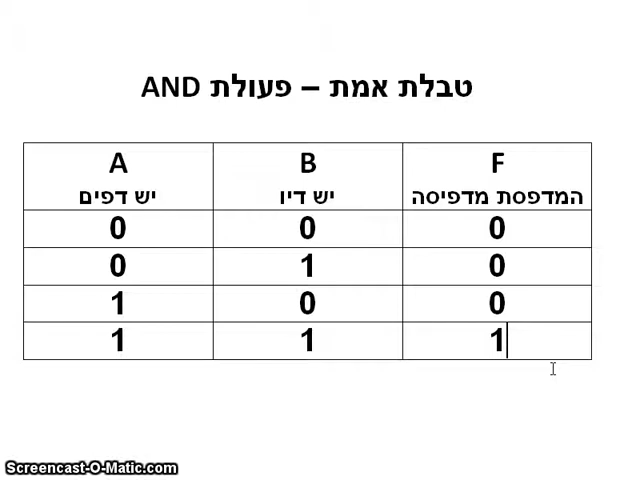 טבלת אמת – פעולת AND
A B F
יש דפים יש דיו המדפסת מדפיסה
0 0 0
0 1 0
1 0 0
1 1 1
Screencast-O-Matic.com